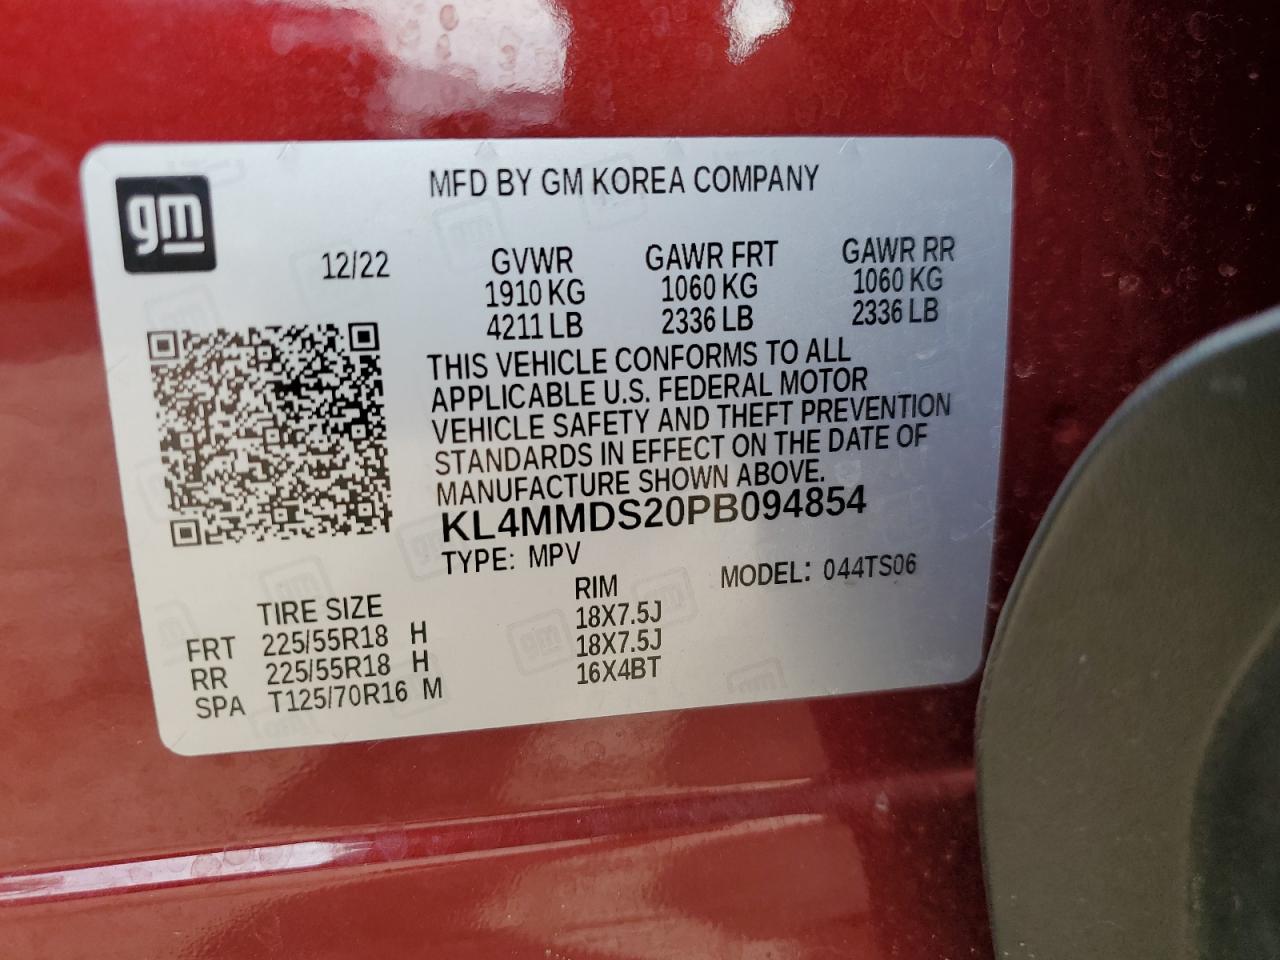 gm
MFD BY GM KOREA COMPANY
12/22 GVWR GAWR FRT GAWR RR
1910 KG 1060 KG 1060 KG
4211 LB 2336 LB 2336 LB
THIS VEHICLE CONFORMS TO ALL
APPLICABLE U.S. FEDERAL MOTOR
VEHICLE SAFETY AND THEFT PREVENTION
STANDARDS IN EFFECT ON THE DATE OF
MANUFACTURE SHOWN ABOVE.
KL4MMDS20PB094854
TYPE: MPV MODEL: 044TS06
TIRE SIZE RIM
FRT 225/55R18 H 18X7.5J
RR 225/55R18 H 18X7.5J
SPA T125/70R16 M 16X4BT